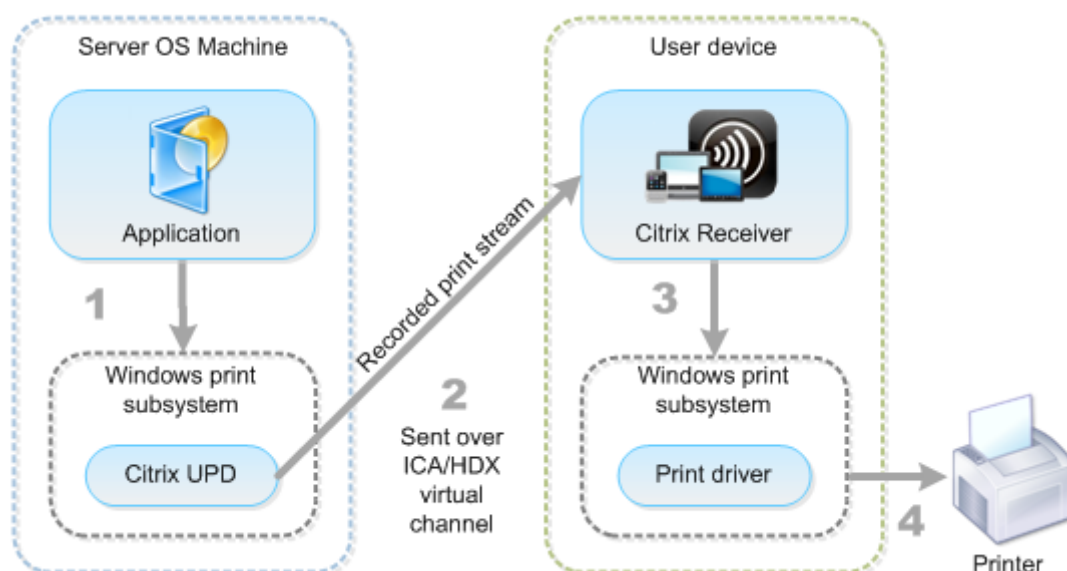 Server OS Machine
Application
1
Windows print
subsystem
Citrix UPD
Recorded print stream
2
Sent over
ICA/HDX
virtual
channel
User device
Citrix Receiver
3
Windows print
subsystem
Print driver
4
Printer